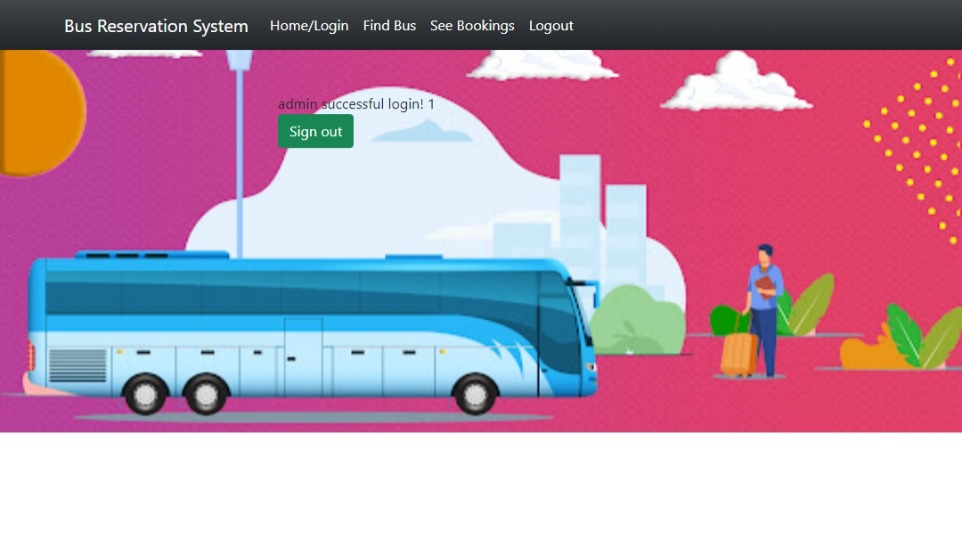 Bus Reservation System Home/Login Find Bus See Bookings Logout
admin successful login! 1
Sign out